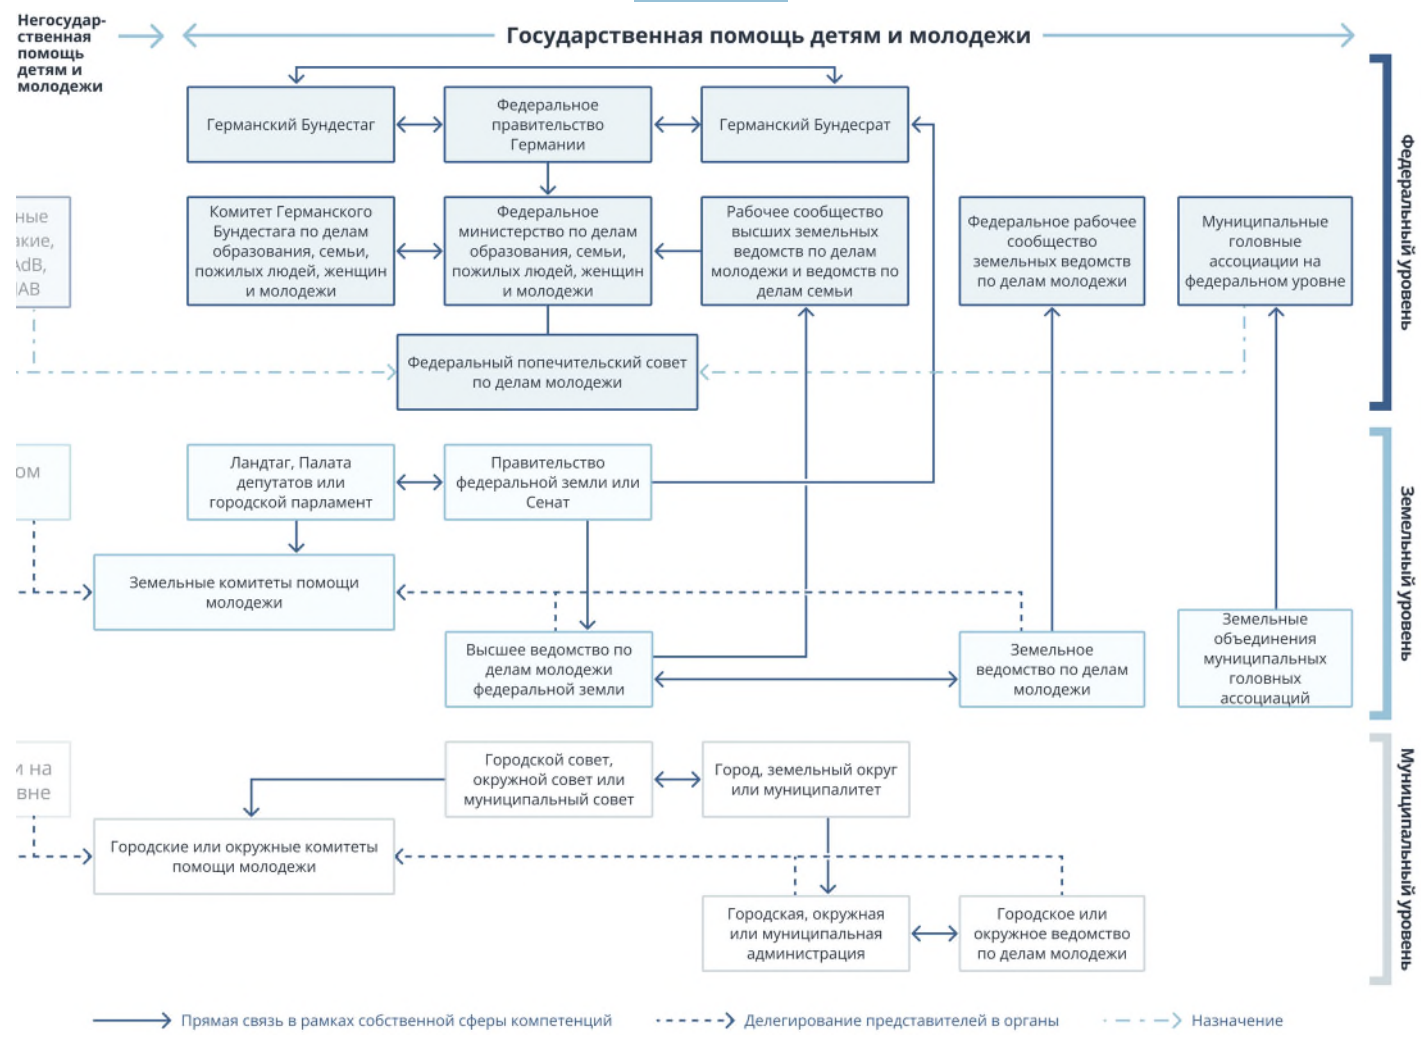 Негосудар-
ственная
помощь
детям и
молодежи
Государственная помощь детям и молодежи
Германский Бундестаг
Федеральное
правительство
Германии
Германский Бундесрат
Комитет Германского
Бундестага по делам
образования, семьи,
пожилых людей, женщин
и молодежи
Федеральное
министерство по делам
образования, семьи,
пожилых людей, женщин
и молодежи
Рабочее сообщество
высших земельных
ведомств по делам
молодежи и ведомств по
делам семьи
Федеральное рабочее
сообщество
земельных ведомств
по делам молодежи
Муниципальные
головные
ассоциации на
федеральном уровне
Федеральный попечительский совет
по делам молодежи
Федеральный уровень
Ландтаг, Палата
депутатов или
городской парламент
Правительство
федеральной земли или
Сенат
Земельные комитеты помощи
молодежи
Высшее ведомство по
делам молодежи
федеральной земли
Земельное
ведомство по делам
молодежи
Земельные
объединения
муниципальных
головных
ассоциаций
Земельный уровень
и на
Городской совет,
окружной совет или
муниципальный совет
Город, земельный округ
или муниципалитет
Городские или окружные комитеты
помощи молодежи
Городская, окружная
или муниципальная
администрация
Городское или
окружное ведомство
по делам молодежи
Муниципальный уровень
Прямая связь в рамках собственной сферы компетенций
Делегирование представителей в органы
Назначение